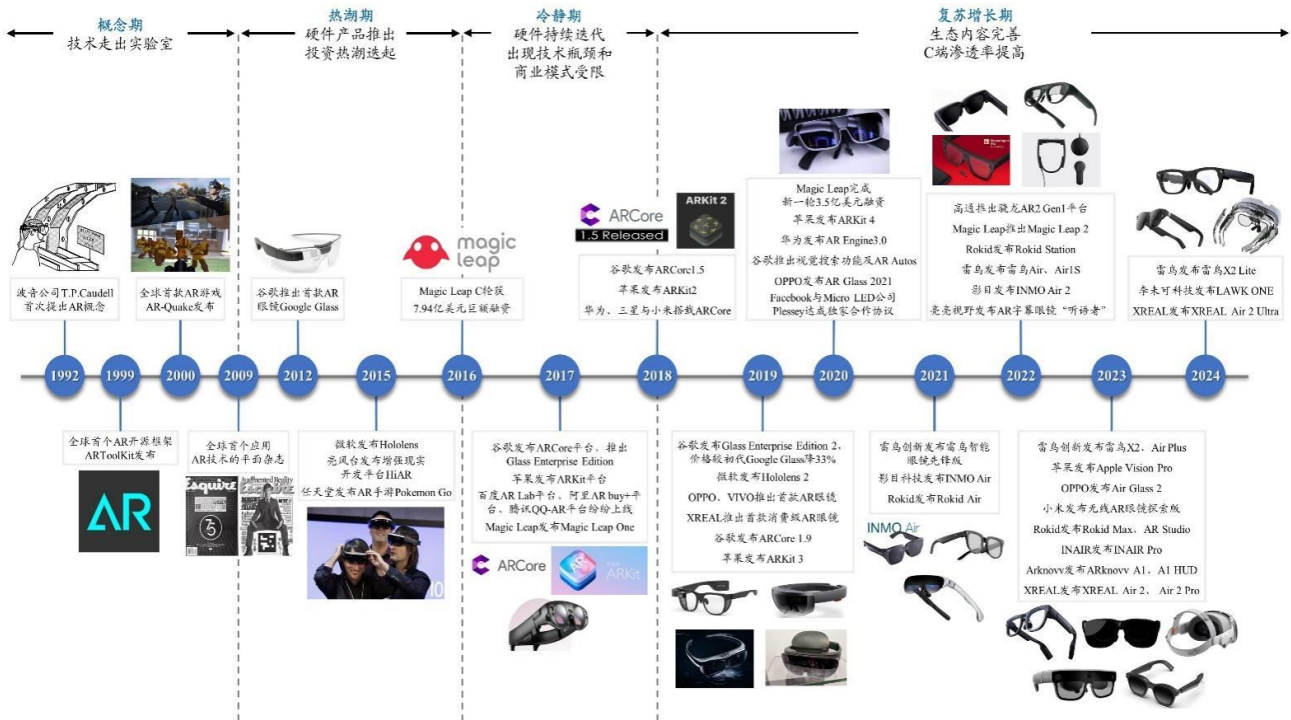 概念期
技术走出实验室
热潮期
硬件产品推出
投资热潮迭起
冷静期
硬件持续迭代
出现技术瓶颈和
商业模式受限
复苏增长期
生态内容完善
C端渗透率提高
波音公司T.P.Caudell
首次提出AR概念
全球首款AR游戏
AR-Quake发布
谷歌推出首款AR
眼镜Google Glass
magic
leap
Magic Leap C轮获
7.94亿美元巨额融资
ARCore
1.5 Released
ARKit 2
谷歌发布ARCore1.5
苹果发布ARKit2
华为、三星与小米搭载ARCore
Magic Leap完成
新一轮3.5亿美元融资
苹果发布ARKit 4
华为发布AR Engine3.0
谷歌推出视觉搜索功能及AR Autos
OPPO发布AR Glass 2021
Facebook与Micro LED公司
Plessey达成独家合作协议
高通推出骁龙AR2 Gen1平台
Magic Leap推出Magic Leap 2
Rokid发布Rokid Station
雷鸟发布雷鸟Air、Air1S
影目发布INMO Air 2
亮亮视野发布AR字幕眼镜“听语者”
雷鸟发布雷鸟X2 Lite
李未可科技发布LAWK ONE
XREAL发布XREAL Air 2 Ultra
1992
1999
2000
2009
2012
2015
2016
2017
2018
2019
2020
2021
2022
2023
2024
全球首个AR开源框架
ARToolKit发布
AR
全球首个应用
AR技术的平面杂志
Esquire
75
Augmented Reality
微软发布Hololens
亮风台发布增强现实
开发平台HiAR
任天堂发布AR手游Pokemon Go
谷歌发布ARCore平台，推出
Glass Enterprise Edition
苹果发布ARKit平台
百度AR Lab平台、阿里AR buy+平
台、腾讯QQ-AR平台纷纷上线
Magic Leap发布Magic Leap One
ARCore
ARKit
谷歌发布Glass Enterprise Edition 2，
价格较初代Google Glass降33%
微软发布Hololens 2
OPPO、VIVO推出首款AR眼镜
XREAL推出首款消费级AR眼镜
谷歌发布ARCore 1.9
苹果发布ARKit 3
雷鸟创新发布雷鸟智能
眼镜先锋版
影目科技发布INMO Air
Rokid发布Rokid Air
INMO Air
雷鸟创新发布雷鸟X2、Air Plus
苹果发布Apple Vision Pro
OPPO发布Air Glass 2
小米发布无线AR眼镜探索版
Rokid发布Rokid Max、AR Studio
INAIR发布INAIR Pro
Arknovv发布ARknovv A1、A1 HUD
XREAL发布XREAL Air 2、Air 2 Pro